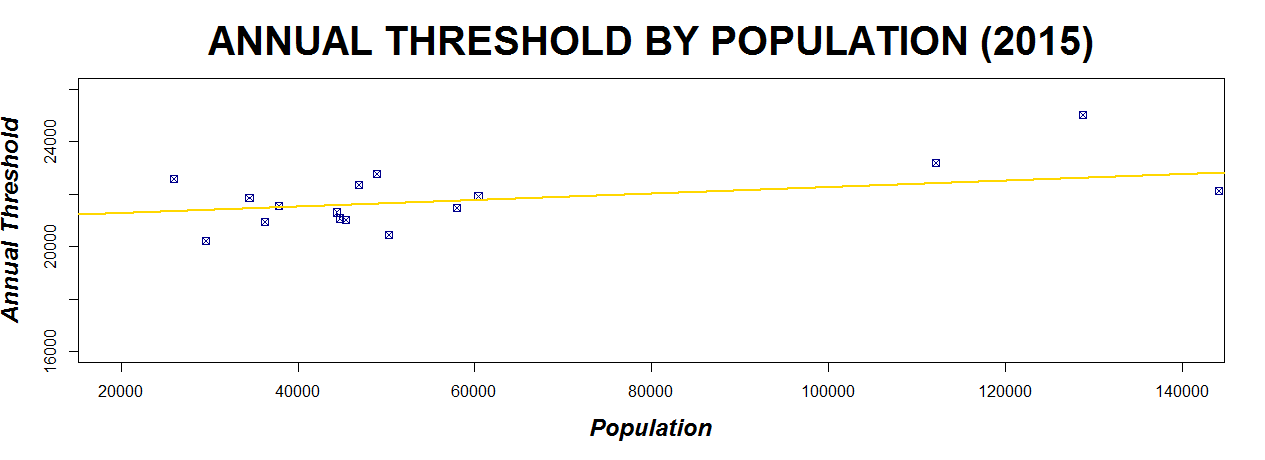 ANNUAL THRESHOLD BY POPULATION (2015)
Annual Threshold
24000
20000
16000
20000 40000 60000 80000 100000 120000 140000
Population